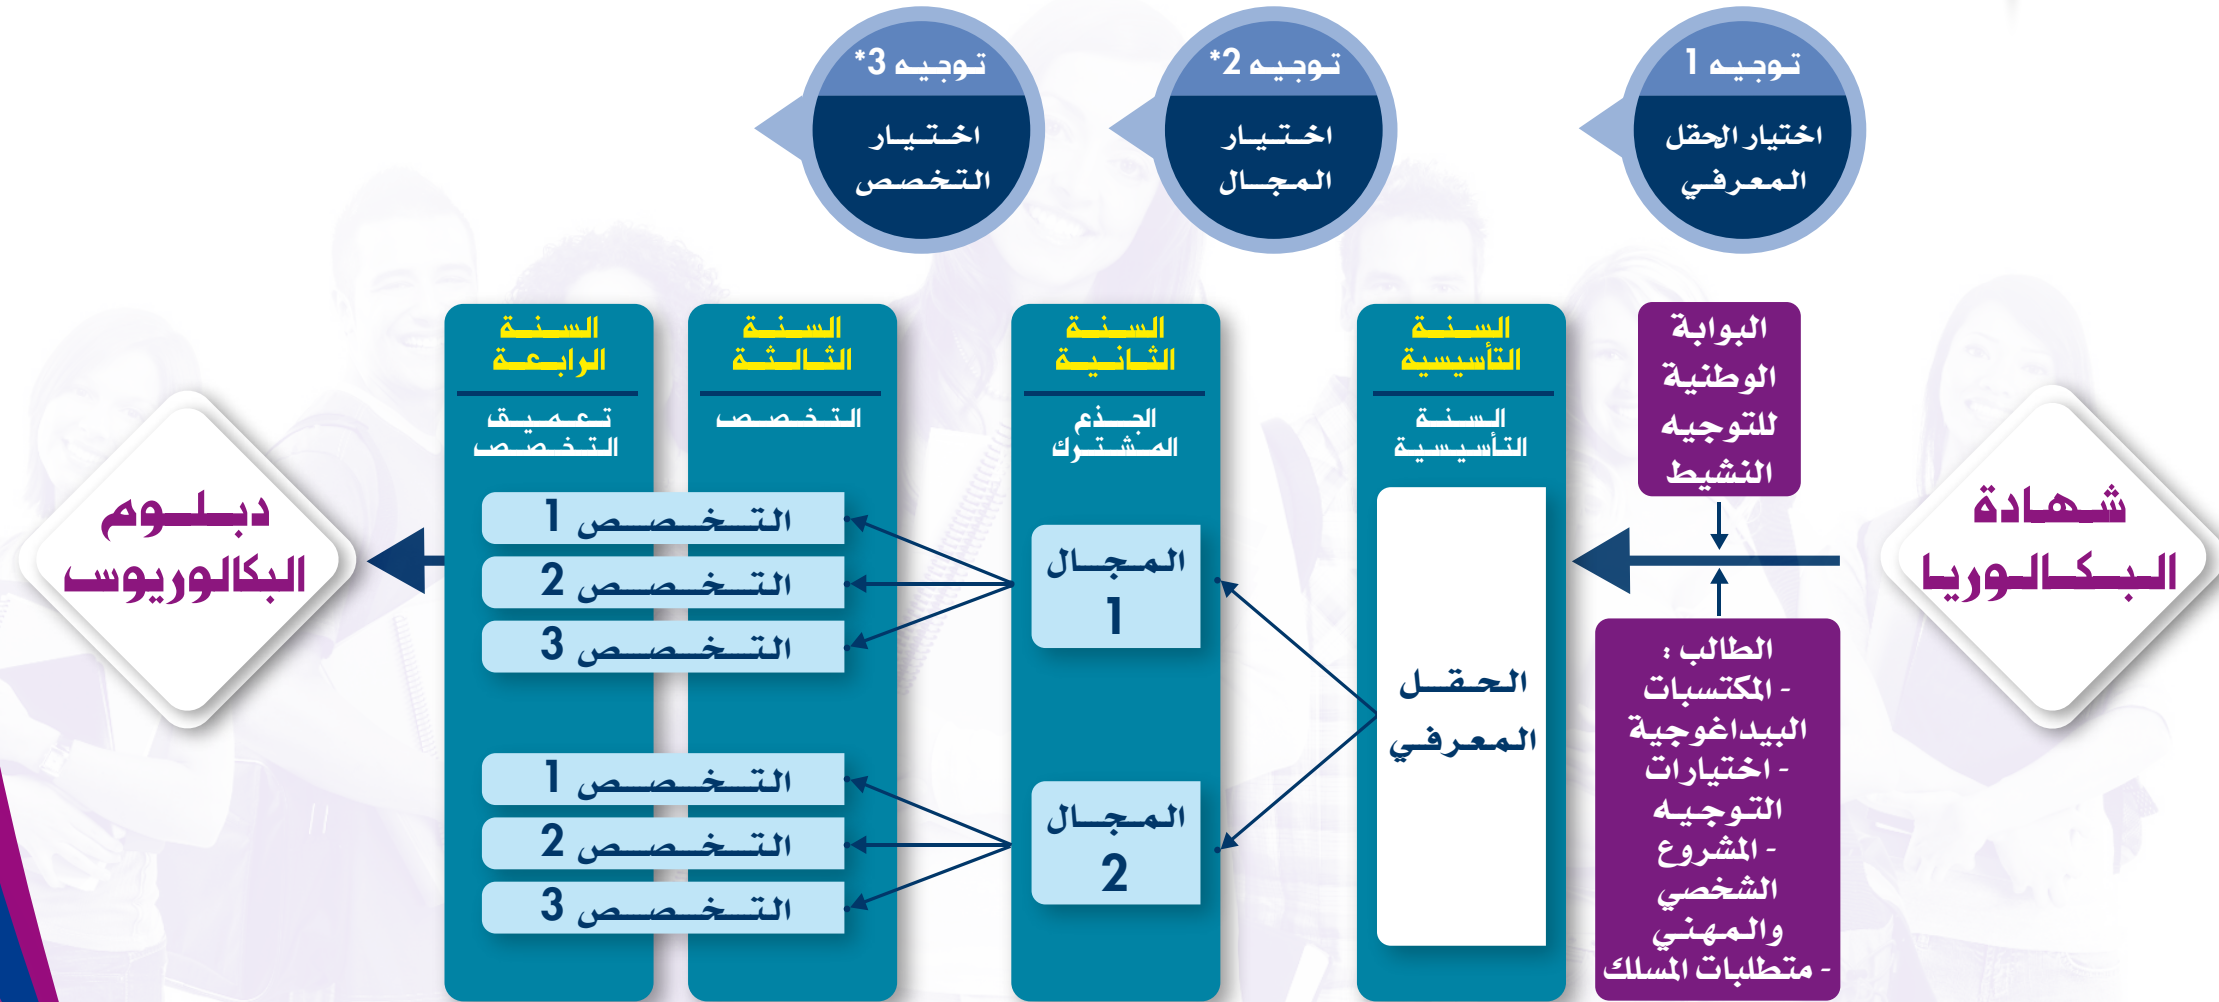 توجيه 1
اختيار الحقل
المعرفي
توجيه 2*
اختيار
المجال
توجيه 3*
اختيار
التخصص
شهادة
البكالوريا
البوابة
الوطنية
للتوجيه
النشيط
الطالب :
- المكتسبات
البيداغوجية
- اختيارات
التوجيه
- المشروع
الشخصي
والمهني
- متطلبات المسلك
السنة
التأسيسية
السنة
التأسيسية
الحقل
المعرفي
السنة
الثانية
الجذع
المشترك
المجال
1
المجال
2
السنة
الثالثة
التخصص
السنة
الرابعة
تعميق
التخصص
التخصص 1
التخصص 2
التخصص 3
التخصص 1
التخصص 2
التخصص 3
دبلوم
البكالوريوس